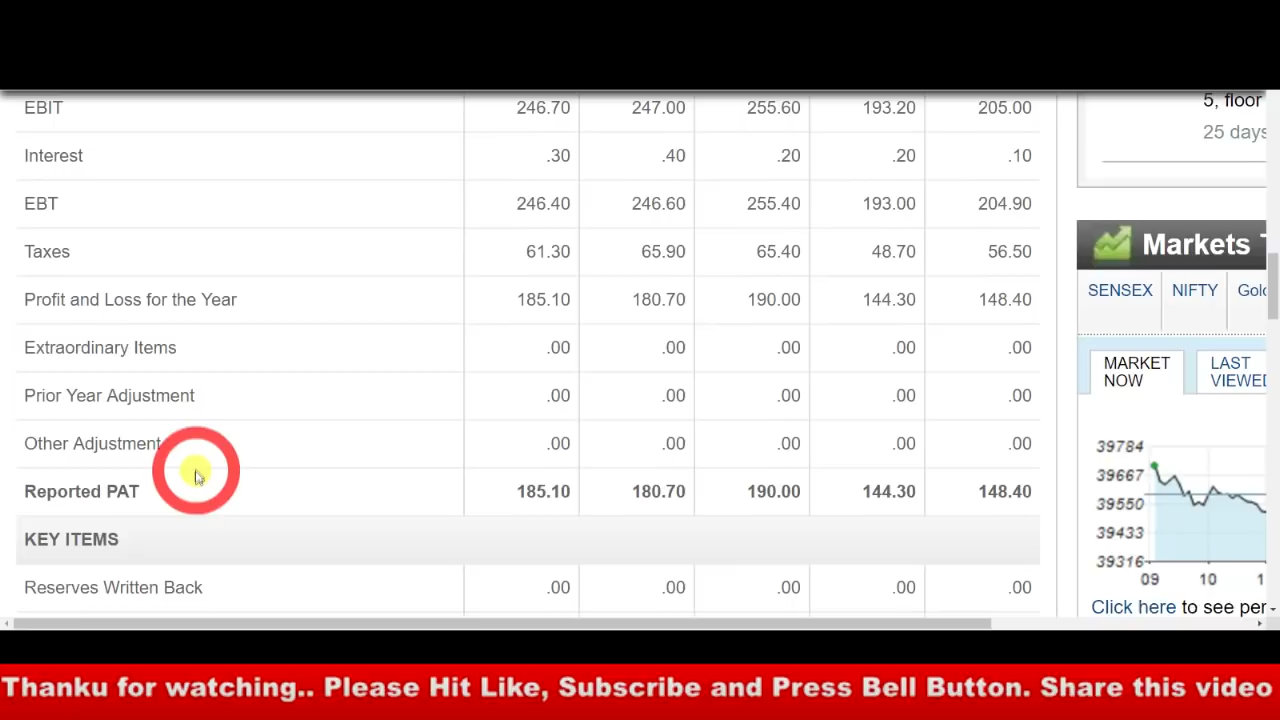 EBIT 246.70 247.00 255.60 193.20 205.00
Interest .30 .40 .20 .20 .10
EBT 246.40 246.60 255.40 193.00 204.90
Taxes 61.30 65.90 65.40 48.70 56.50
Profit and Loss for the Year 185.10 180.70 190.00 144.30 148.40
Extraordinary Items .00 .00 .00 .00 .00
Prior Year Adjustment .00 .00 .00 .00 .00
Other Adjustment .00 .00 .00 .00 .00
Reported PAT 185.10 180.70 190.00 144.30 148.40
KEY ITEMS
Reserves Written Back .00 .00 .00 .00 .00
5, floor
25 days
Markets
SENSEX NIFTY
MARKET
NOW
LAST
VIEWED
39784
39667
39550
39433
39316
09 10
Click here to see per
Thanku for watching.. Please Hit Like, Subscribe and Press Bell Button. Share this video